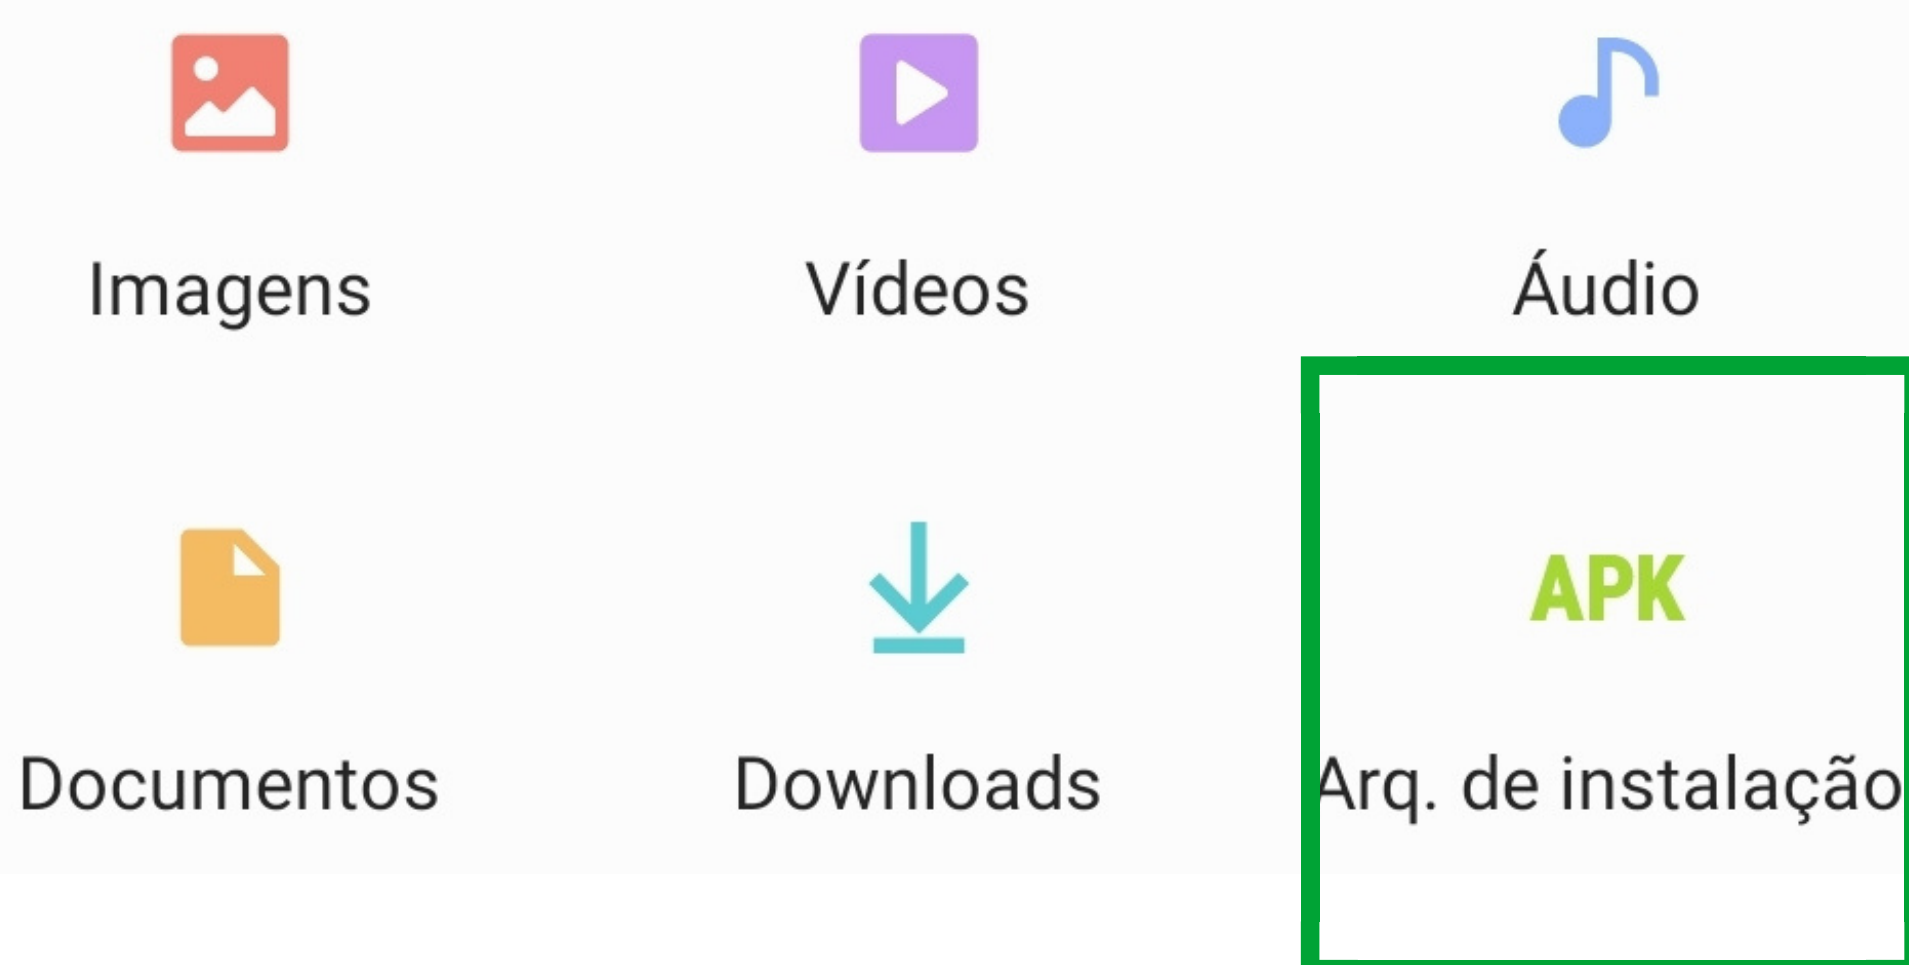 Imagens
Vídeos
Áudio
APK
Documentos
Downloads
Arq. de instalação